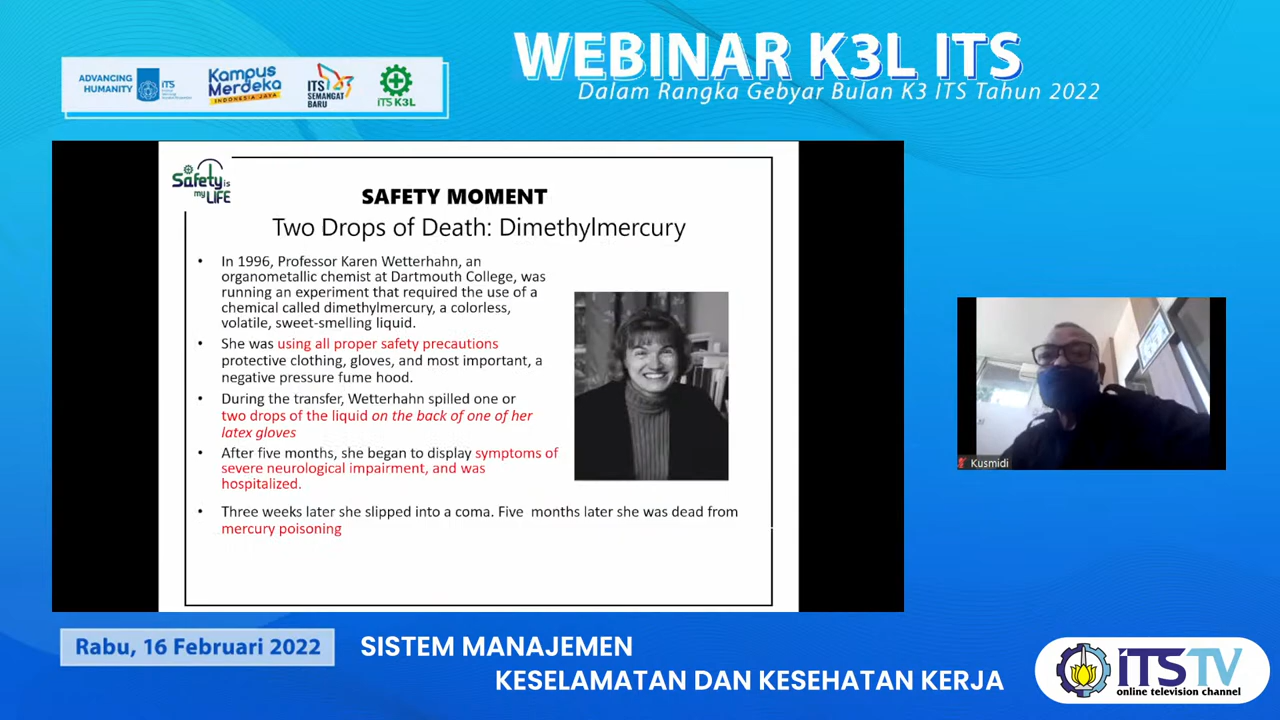 WEBINAR K3L ITS
Dalam Rangka Gebyar Bulan K3 ITS Tahun 2022
ADVANCING
HUMANITY
ITS
Kampus
Merdeka
INDONESIA JAYA
ITS
SEMANGAT
BARU
ITS K3L
Safety is
my LIFE
SAFETY MOMENT
Two Drops of Death: Dimethylmercury
• In 1996, Professor Karen Wetterhahn, an
organometallic chemist at Dartmouth College, was
running an experiment that required the use of a
chemical called dimethylmercury, a colorless,
volatile, sweet-smelling liquid.
• She was using all proper safety precautions
protective clothing, gloves, and most important, a
negative pressure fume hood.
• During the transfer, Wetterhahn spilled one or
two drops of the liquid on the back of one of her
latex gloves
• After five months, she began to display symptoms of
severe neurological impairment, and was
hospitalized.
• Three weeks later she slipped into a coma. Five months later she was dead from
mercury poisoning
Kusmidi
Rabu, 16 Februari 2022
SISTEM MANAJEMEN
KESELAMATAN DAN KESEHATAN KERJA
iTS TV
online television channel